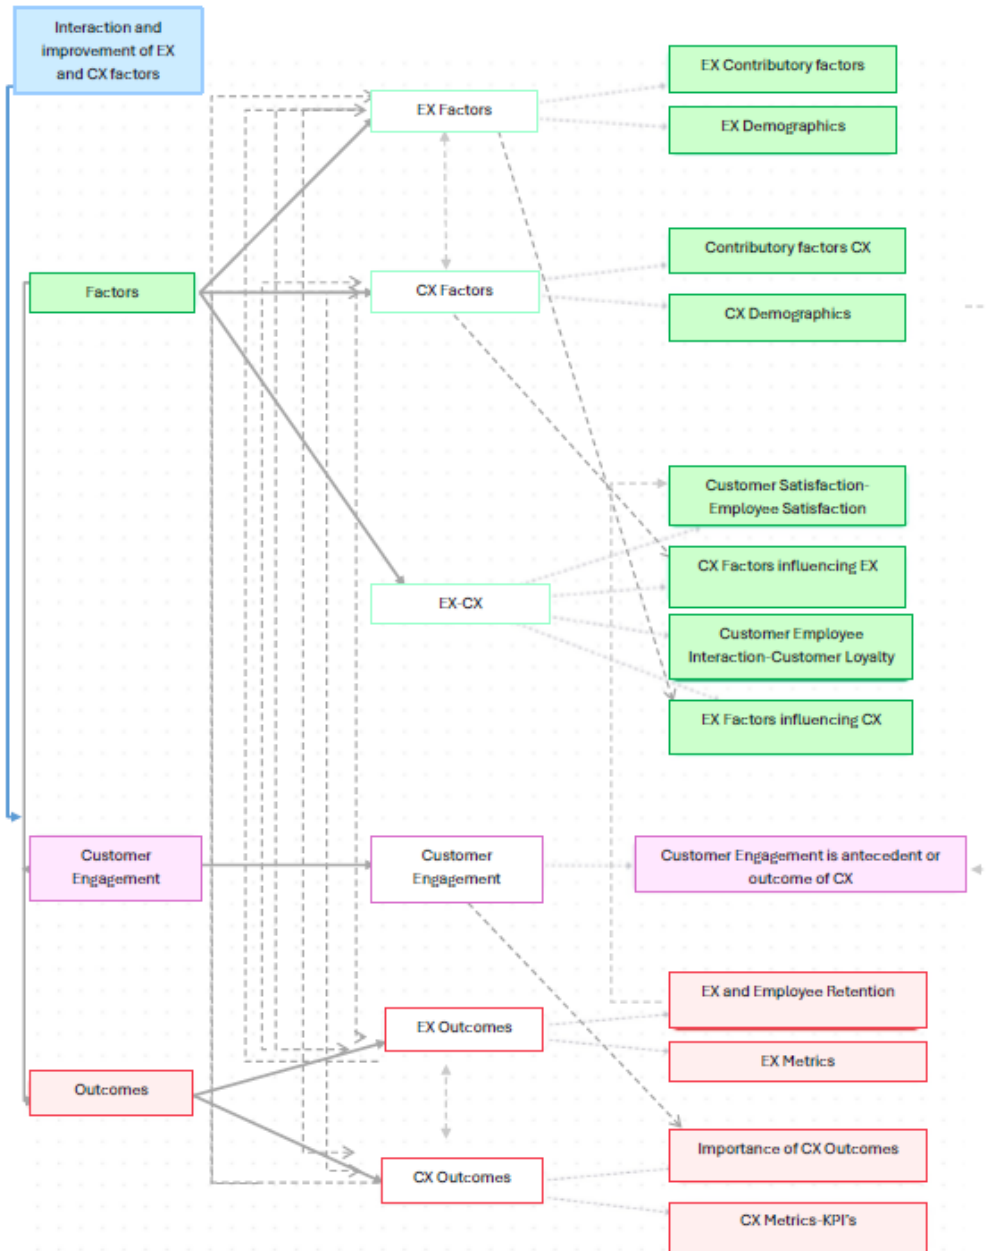 Interaction and
improvement of EX
and CX factors
EX Contributory factors
EX Factors
EX Demographics
Contributory factors CX
Factors
CX Factors
CX Demographics
Customer Satisfaction-
Employee Satisfaction
CX Factors influencing EX
EX-CX
Customer Employee
Interaction-Customer Loyalty
EX Factors influencing CX
Customer
Engagement
Customer
Engagement
Customer Engagement is antecedent or
outcome of CX
EX and Employee Retention
EX Outcomes
EX Metrics
Outcomes
Importance of CX Outcomes
CX Outcomes
CX Metrics-KPI's